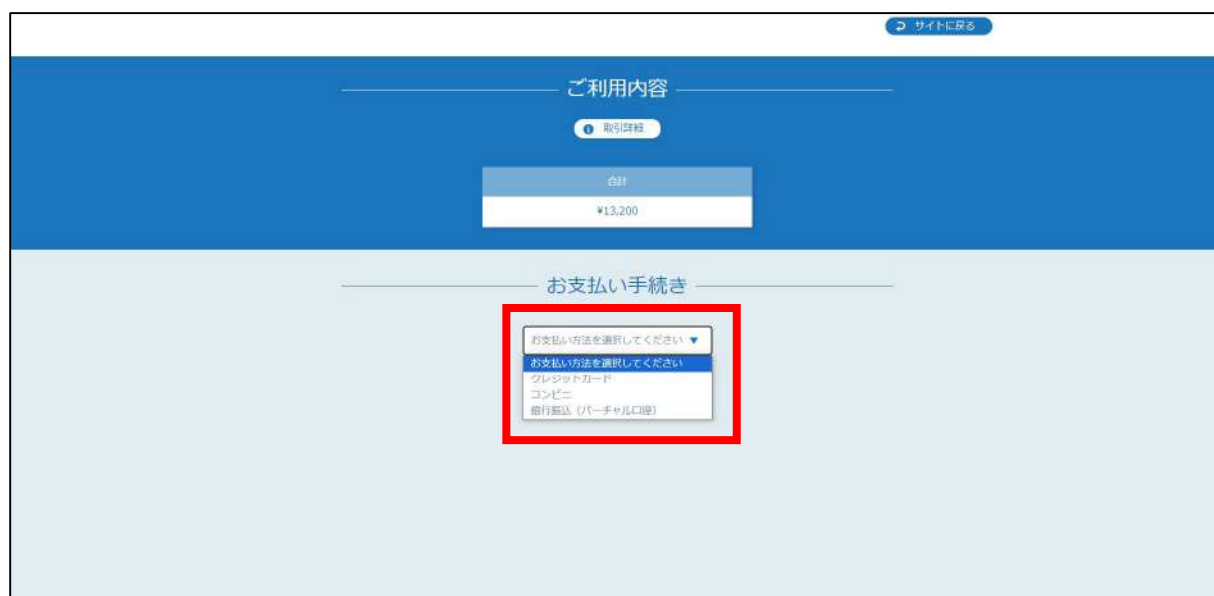 サイトに戻る
ご利用内容
取引詳細
合計
¥13,200
お支払い手続き
お支払い方法を選択してください
お支払い方法を選択してください
クレジットカード
コンビニ
銀行振込（バーチャル口座）